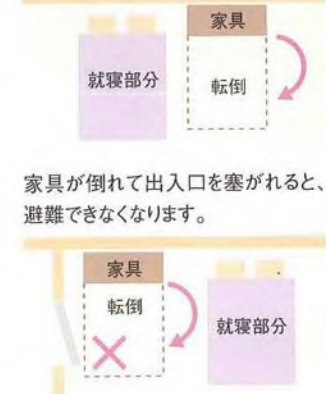 家具
就寝部分
転倒
家具が倒れて出入口を塞がれると、
避難できなくなります。
家具
転倒
就寝部分